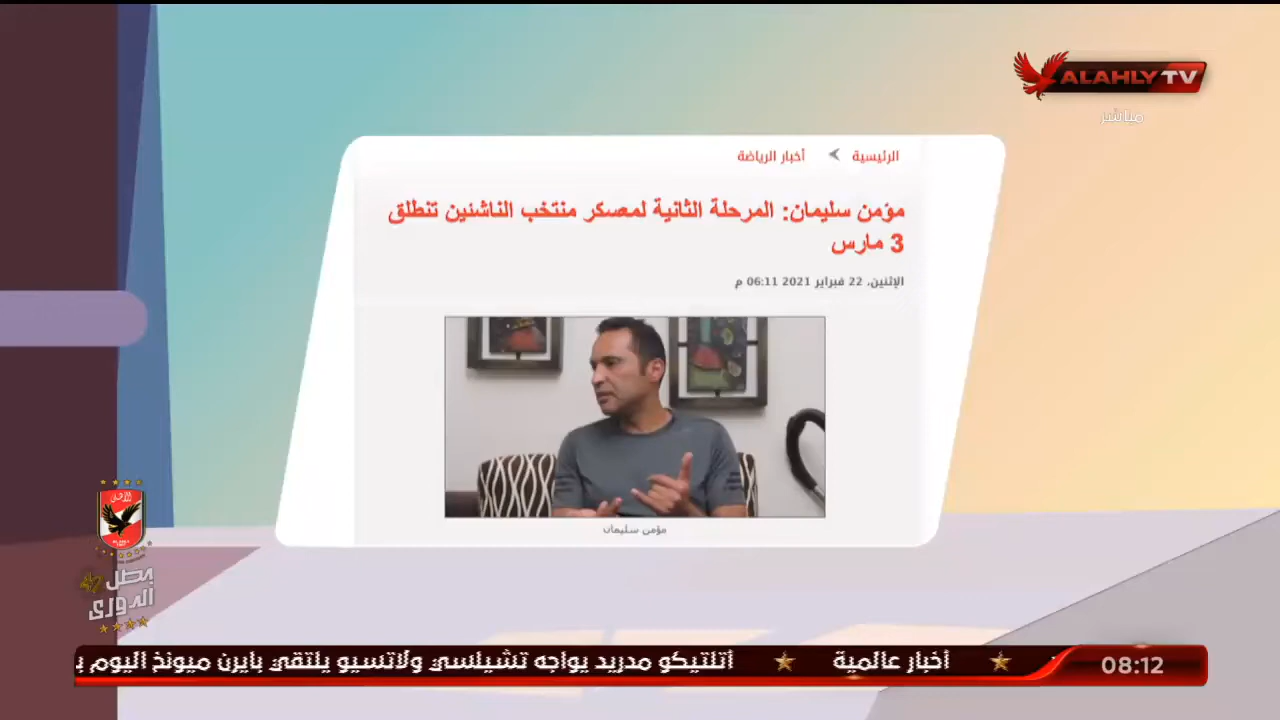 ALAHLY TV
مباشر
الرئيسية
أخبار الرياضة
مؤمن سليمان: المرحلة الثانية لمعسكر منتخب الناشئين تنطلق
3 مارس
الإثنين، 22 فبراير 2021 06:11 م
مؤمن سليمان
الأهلي
بطل
الدورى
أخبار عالمية
أتلتيكو مدريد يواجه تشيلسي ولاتسيو يلتقي بايرن ميونخ اليوم
08:12